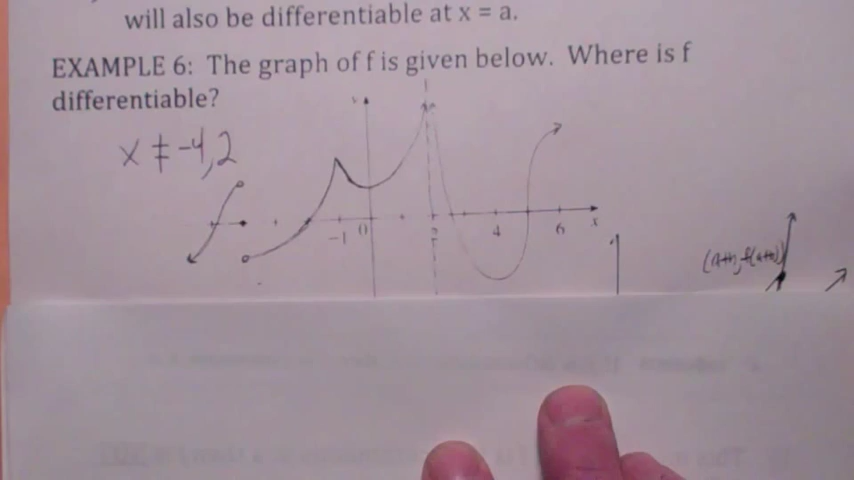 will also be differentiable at x = a.
EXAMPLE 6: The graph of f is given below. Where is f
differentiable?
x ≠ -4, 2
-1 0 2 4 6 x
(a+h, f(a+h))